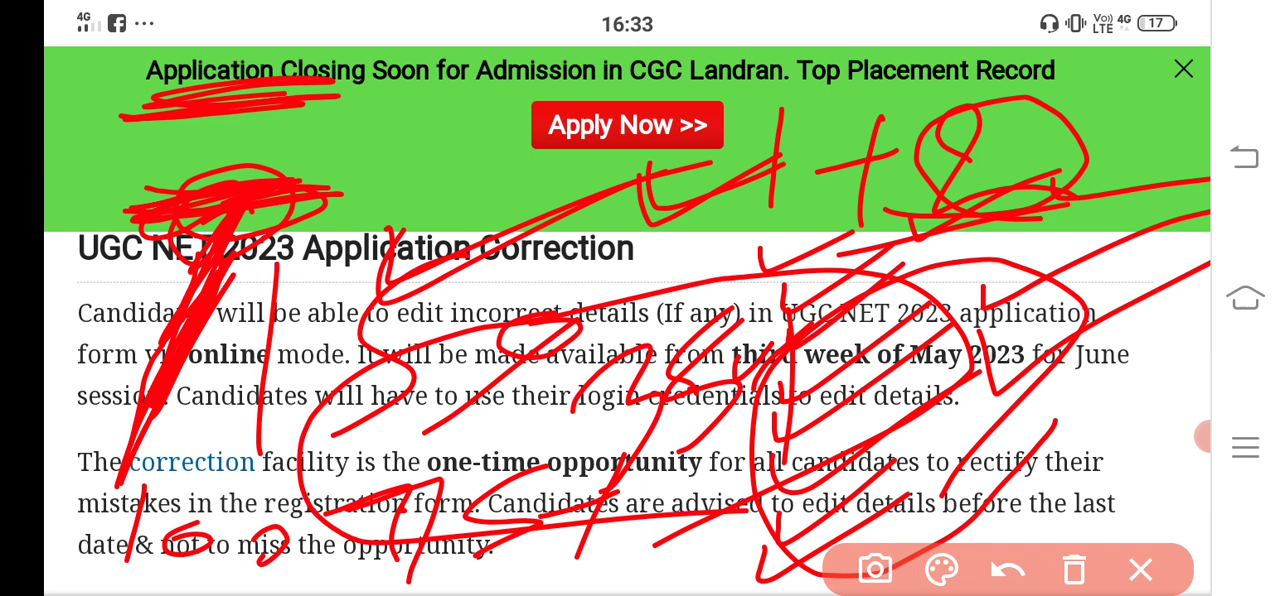 4G 16:33 Vo) LTE 4G 17
Application Closing Soon for Admission in CGC Landran. Top Placement Record
Apply Now >>
UGC NET 2023 Application Correction
Candidates will be able to edit incorrect details (If any) in UGC NET 2023 application
form via online mode. It will be made available from third week of May 2023 for June
session. Candidates will have to use their login credentials to edit details.
The correction facility is the one-time opportunity for all candidates to rectify their
mistakes in the registration form. Candidates are advised to edit details before the last
date & not to miss the opportunity.